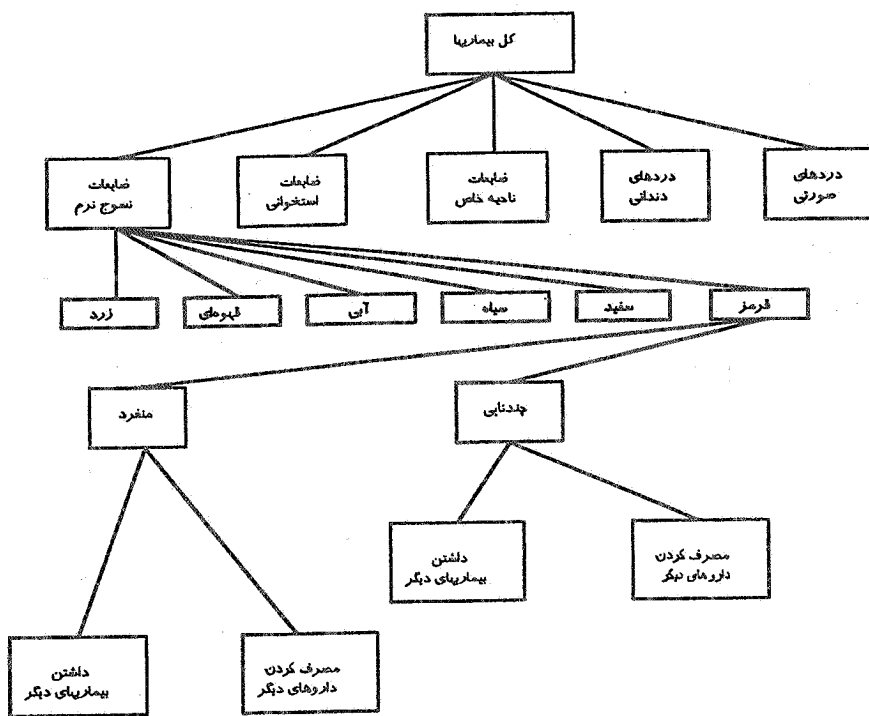 کل بیماریها
دردهای
صورتی
دردهای
دندانی
ضایعات
ناحیه خاص
ضایعات
استخوانی
ضایعات
نسوج نرم
قرمز
سفید
سیاه
آبی
قهوه‌ای
زرد
چندتایی
منفرد
مصرف کردن
داروهای دیگر
داشتن
بیماریهای دیگر
مصرف کردن
داروهای دیگر
داشتن
بیماریهای دیگر